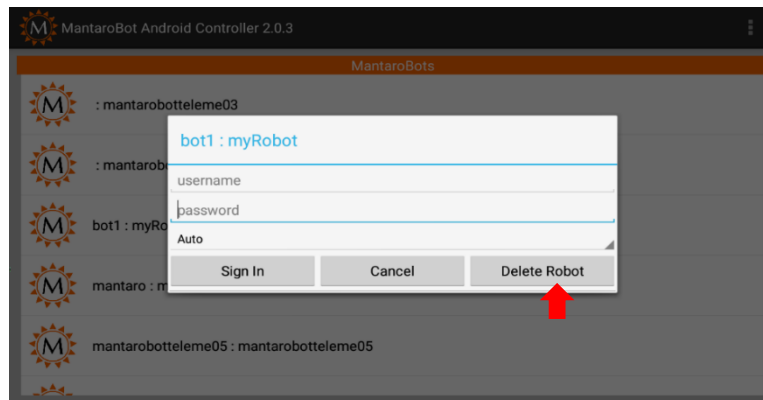 M MantaroBot Android Controller 2.0.3
MantaroBots
M : mantarobotteleme03
bot1 : myRobot
M : mantarob
username
password
M bot1 : myRo
Auto
Sign In Cancel Delete Robot
M mantaro : m
M mantarobotteleme05 : mantarobotteleme05